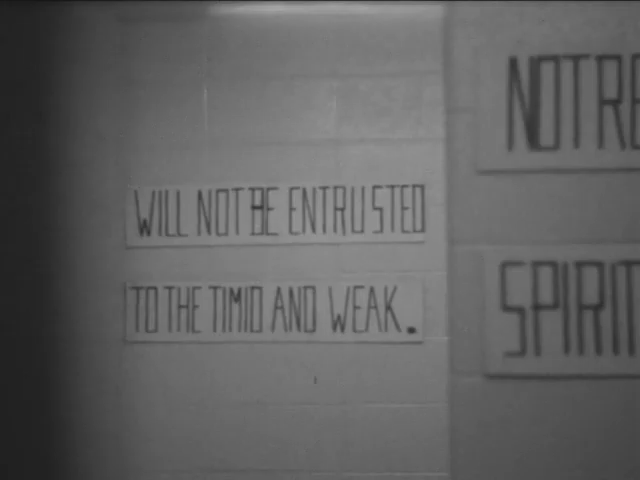 WILL NOT BE ENTRUSTED
TO THE TIMID AND WEAK.
NOTRE
SPIRIT